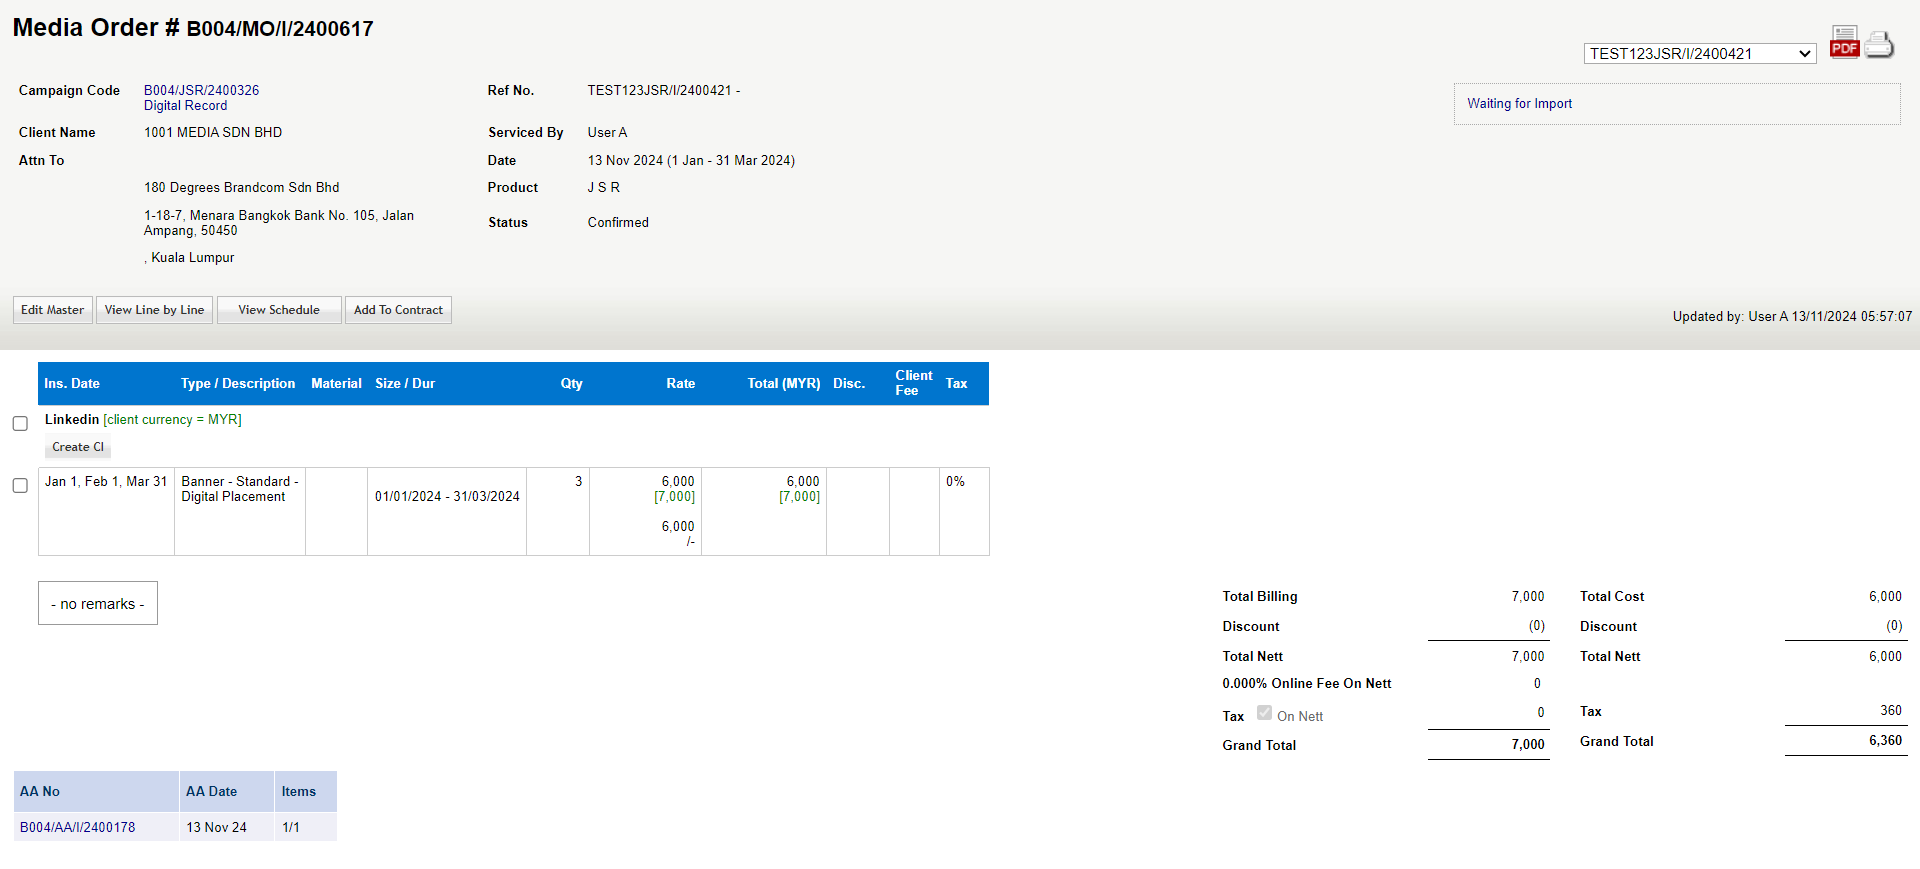 Media Order # B004/MO/I/2400617
TEST123JSR/I/2400421
PDF
Campaign Code B004/JSR/2400326
Digital Record
Ref No. TEST123JSR/I/2400421 -
Waiting for Import
Client Name 1001 MEDIA SDN BHD
Serviced By User A
Attn To
Date 13 Nov 2024 (1 Jan - 31 Mar 2024)
180 Degrees Brandcom Sdn Bhd
Product J S R
1-18-7, Menara Bangkok Bank No. 105, Jalan
Ampang, 50450
Status Confirmed
, Kuala Lumpur
Edit Master View Line by Line View Schedule Add To Contract
Updated by: User A 13/11/2024 05:57:07
Ins. Date Type / Description Material Size / Dur Qty Rate Total (MYR) Disc. Client Fee Tax
Linkedin [client currency = MYR]
Create CI
Jan 1, Feb 1, Mar 31 Banner - Standard - 3 6,000 6,000 0%
Digital Placement 01/01/2024 - 31/03/2024 [7,000] [7,000]
6,000
/-
- no remarks -
Total Billing 7,000 Total Cost 6,000
Discount (0) Discount (0)
Total Nett 7,000 Total Nett 6,000
0.000% Online Fee On Nett 0
Tax On Nett 0 Tax 360
Grand Total 7,000 Grand Total 6,360
AA No AA Date Items
B004/AA/I/2400178 13 Nov 24 1/1